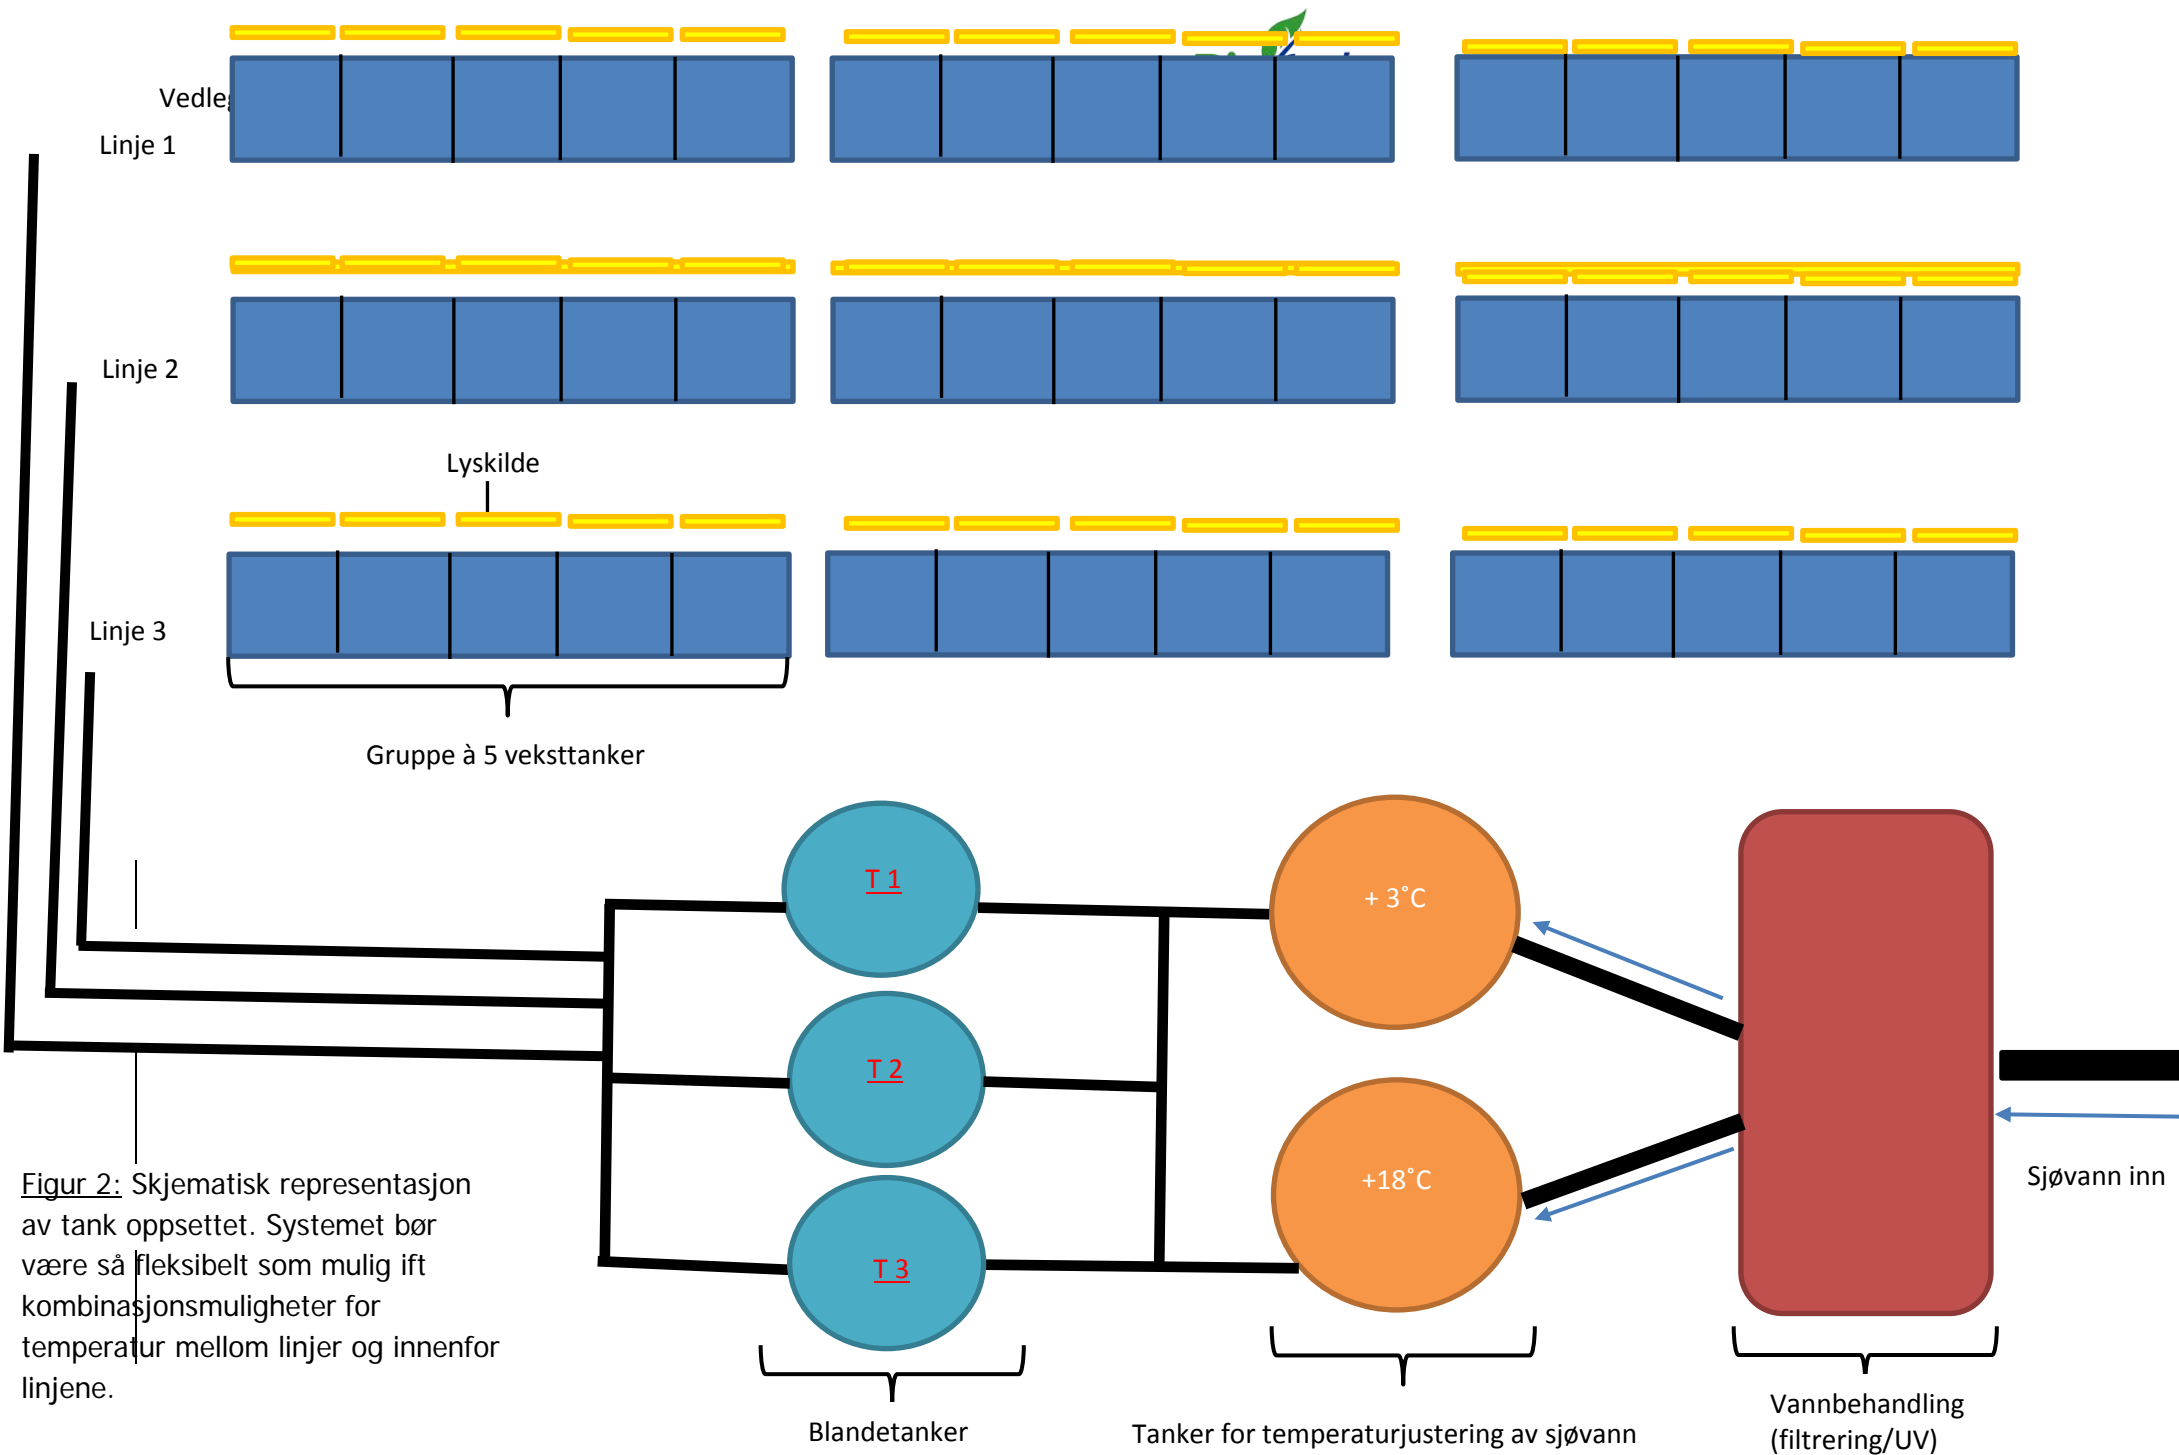 Linje 1
Linje 2
Lyskilde
Linje 3
Gruppe à 5 veksttanker
T 1
+ 3˚C
T 2
+18˚C
T 3
Sjøvann inn
Figur 2: Skjematisk representasjon
av tank oppsettet. Systemet bør
være så fleksibelt som mulig ift
kombinasjonsmuligheter for
temperatur mellom linjer og innenfor
linjene.
Blandetanker
Tanker for temperaturjustering av sjøvann
Vannbehandling
(filtrering/UV)